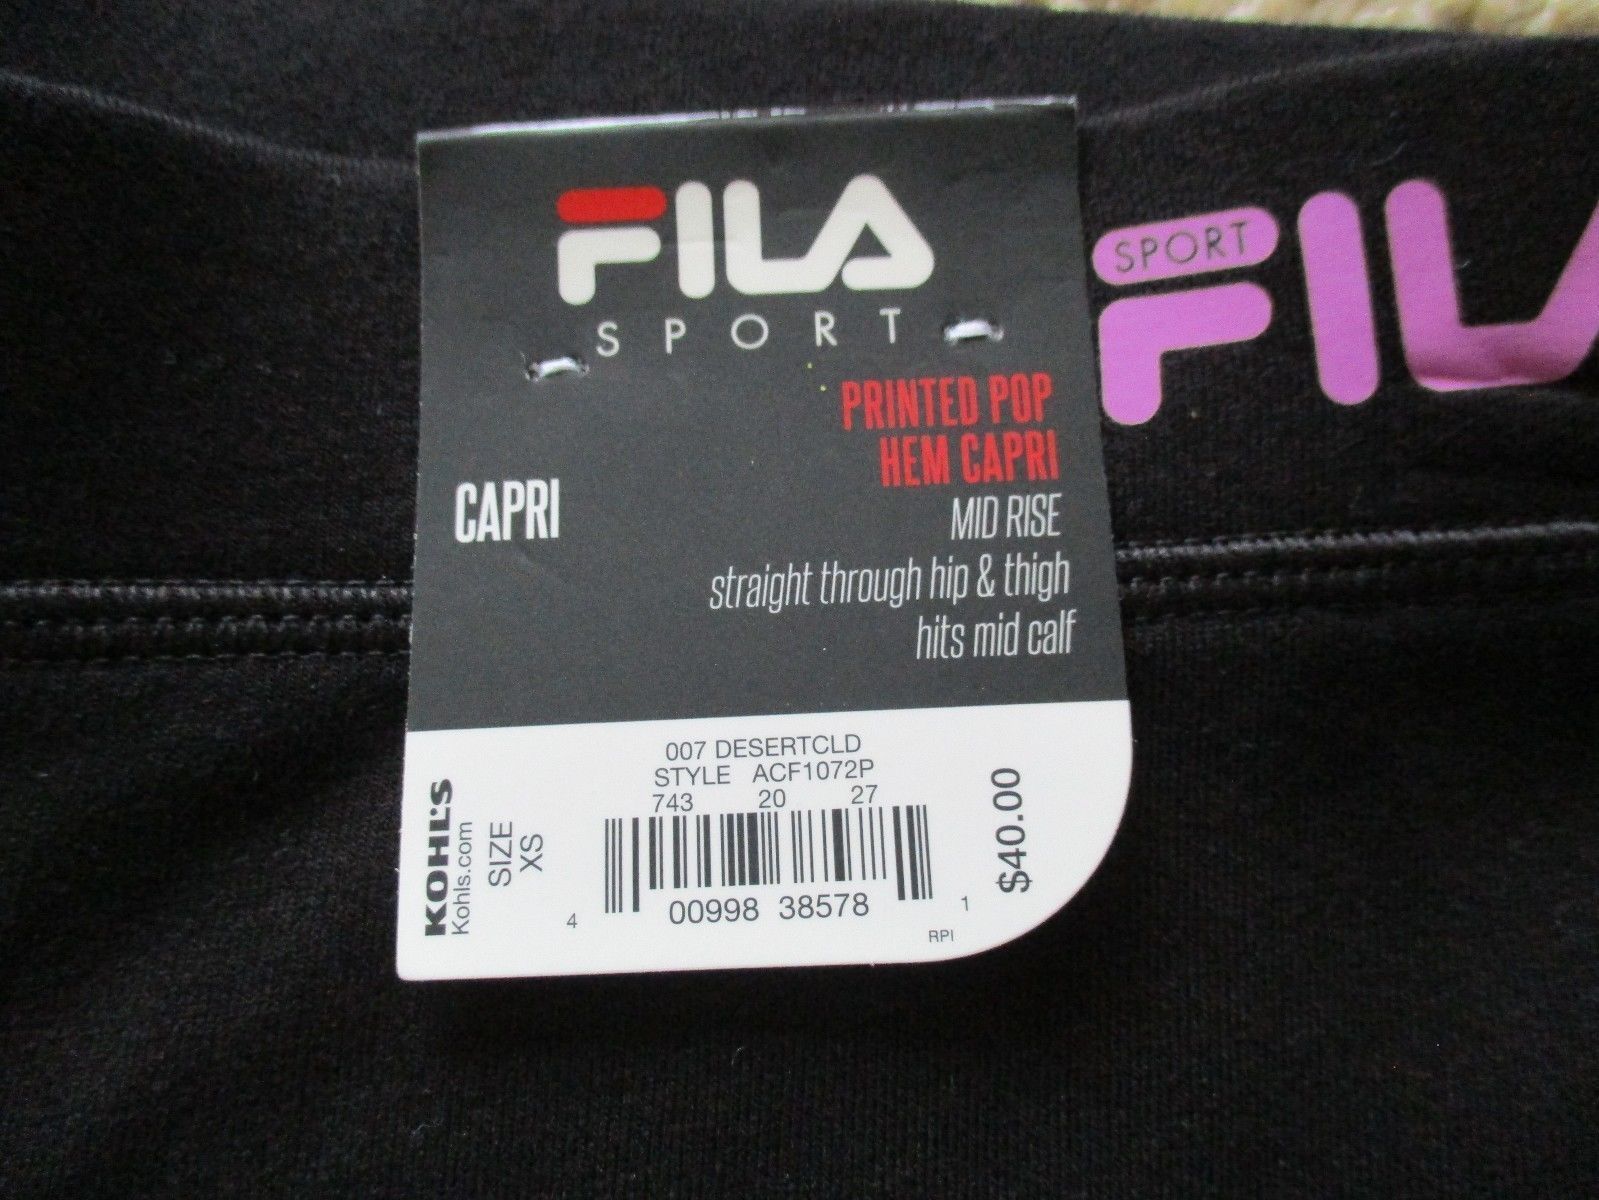 FILA
SPORT
PRINTED POP
HEM CAPRI
CAPRI
MID RISE
straight through hip & thigh
hits mid calf
007 DESERTCLD
STYLE ACF1072P
743 20 27
4 00998 38578 1
RPI
SIZE
XS
KOHL'S
Kohls.com
$40.00
SPORT
FILA